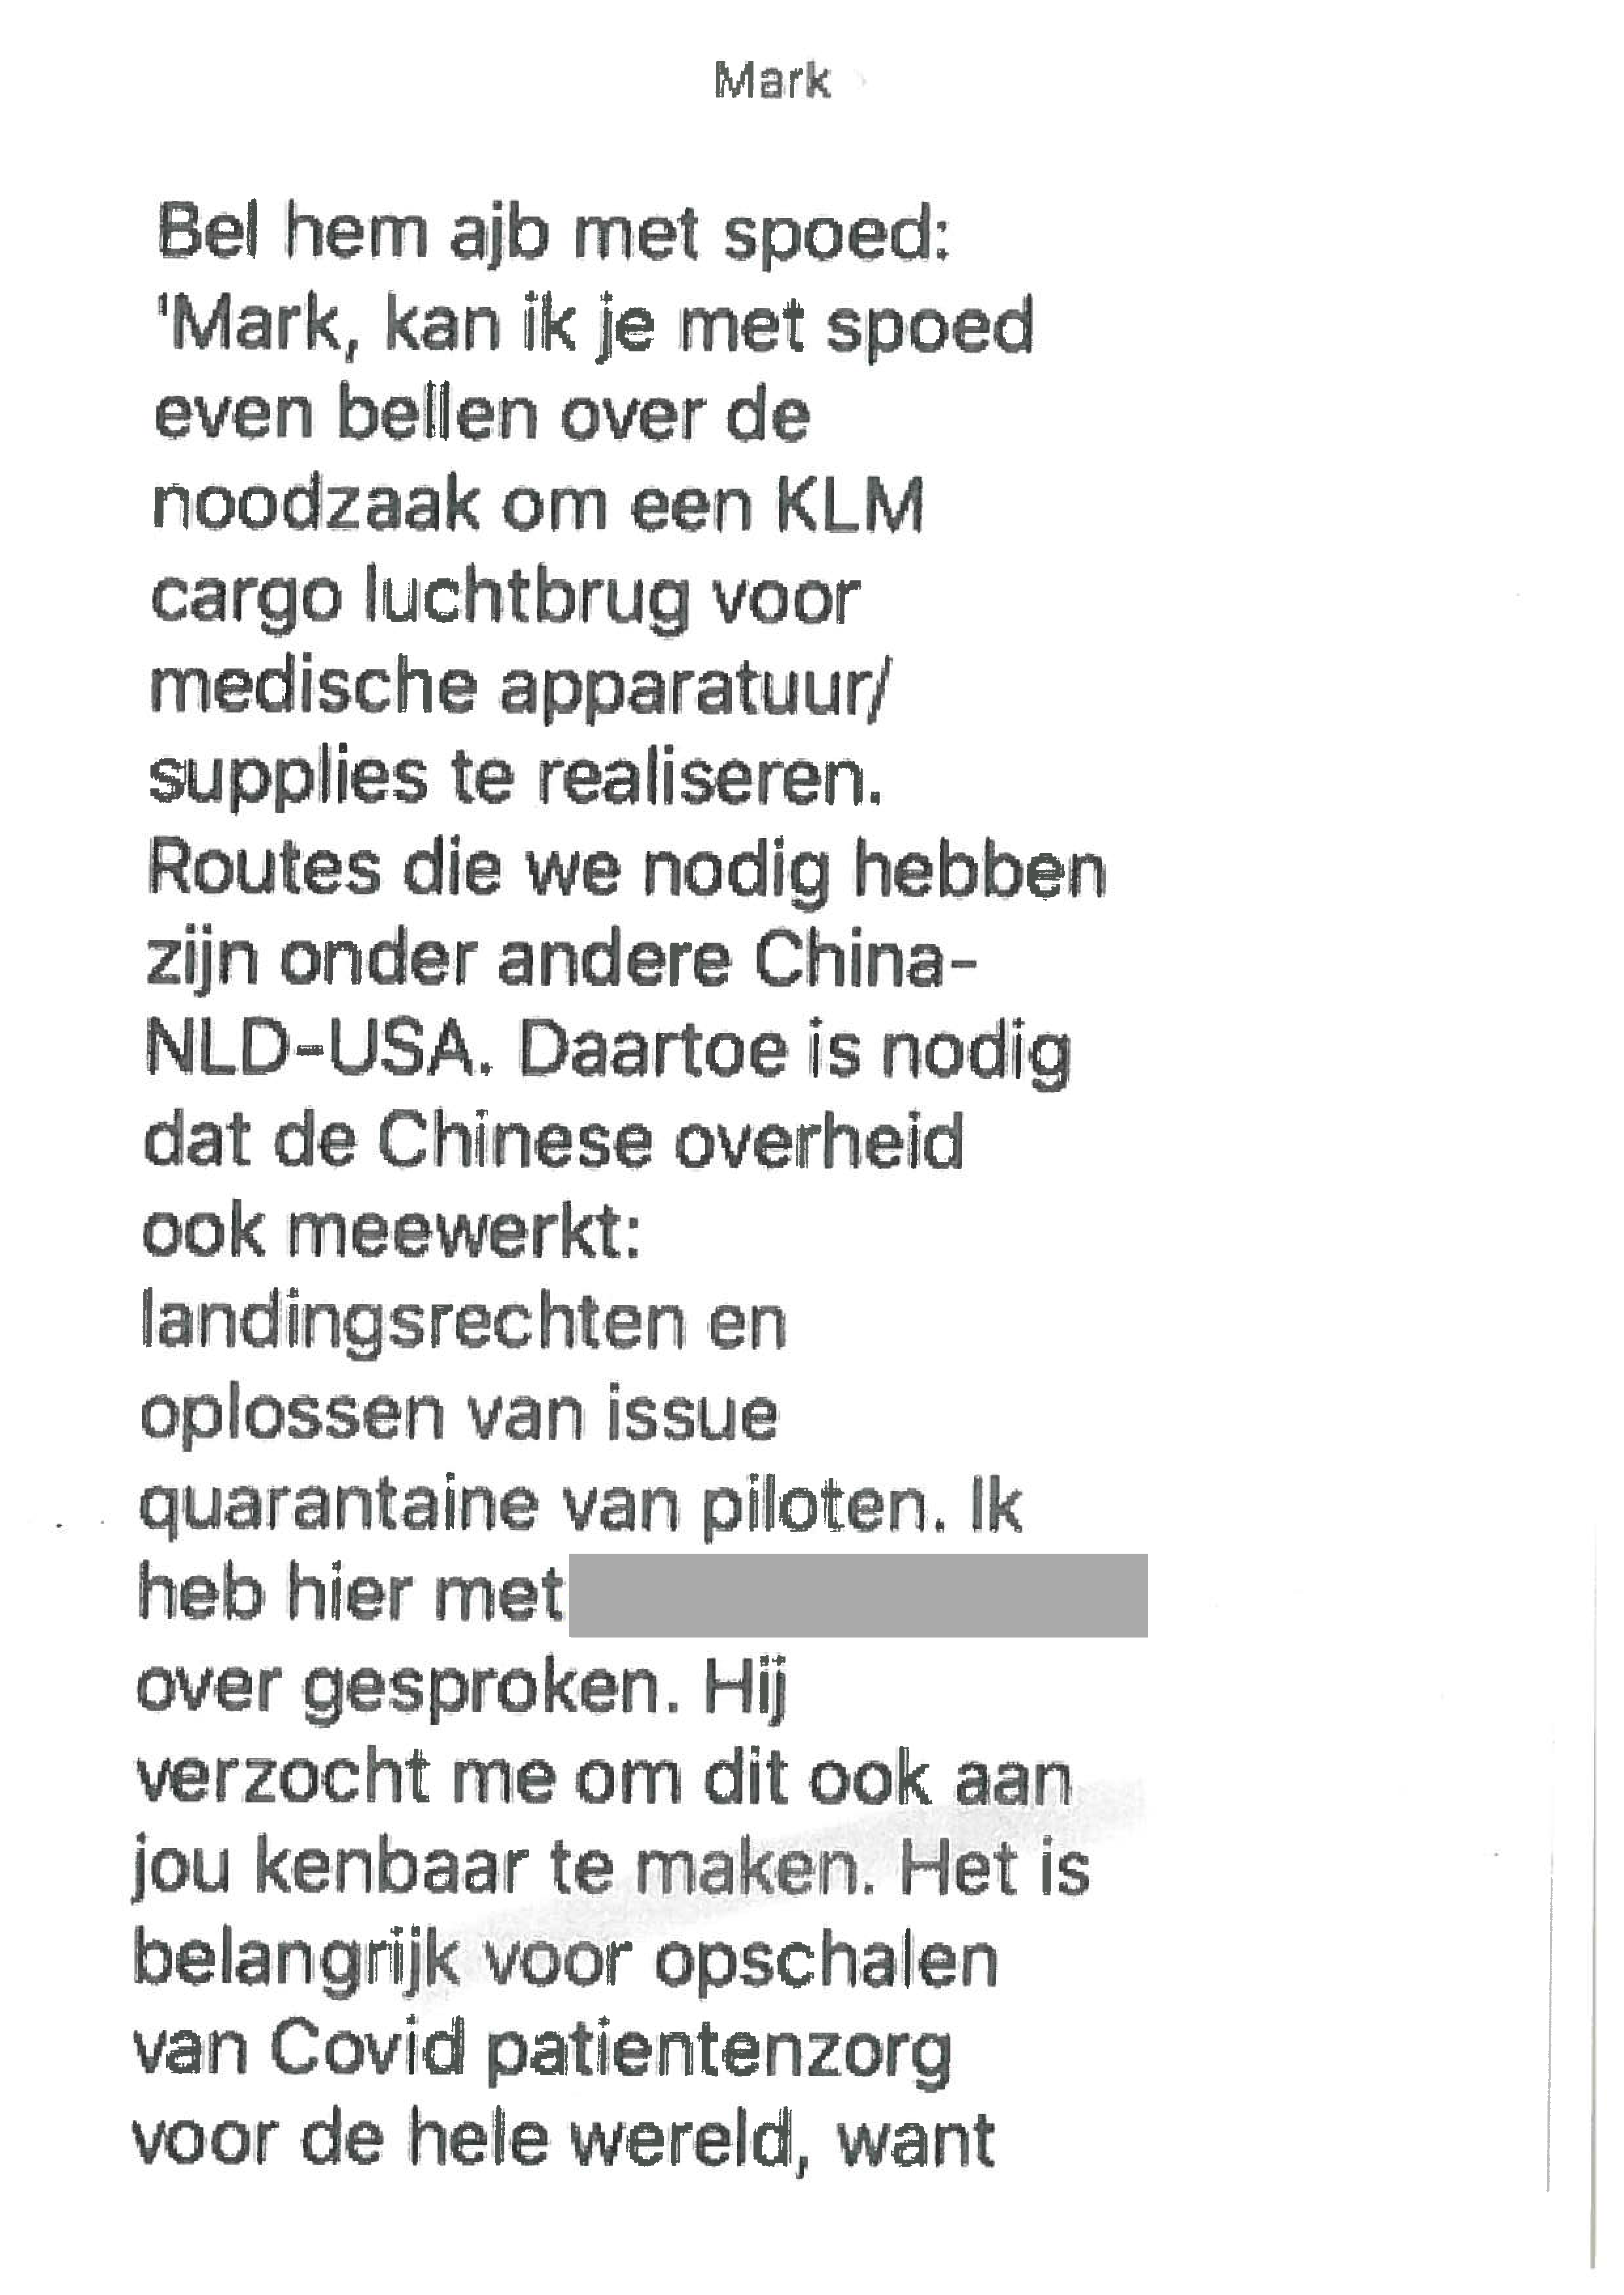 Mark
Bel hem ajb met spoed:
'Mark, kan ik je met spoed
even bellen over de
noodzaak om een KLM
cargo luchtbrug voor
medische apparatuur/
supplies te realiseren.
Routes die we nodig hebben
zijn onder andere China-
NLD-USA. Daartoe is nodig
dat de Chinese overheid
ook meewerkt:
landingsrechten en
oplossen van issue
quarantaine van piloten. Ik
heb hier met
over gesproken. Hij
verzocht me om dit ook aan
jou kenbaar te maken. Het is
belangrijk voor opschalen
van Covid patientenzorg
voor de hele wereld, want